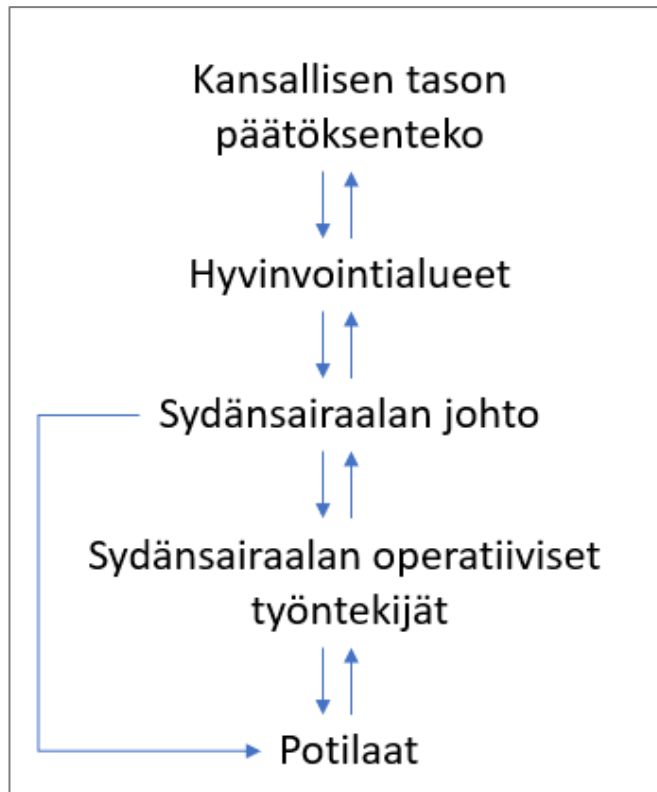 Kansallisen tason
päätöksenteko
Hyvinvointialueet
Sydänsairaalan johto
Sydänsairaalan operatiiviset
työntekijät
Potilaat